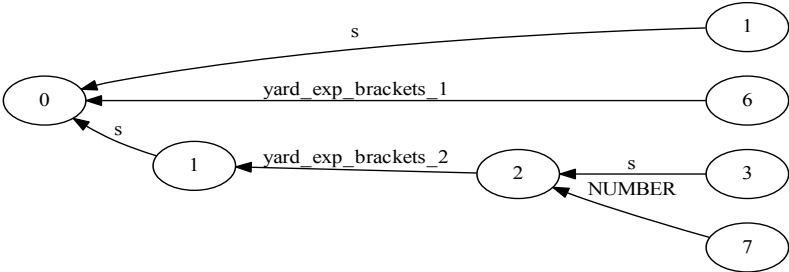 s
1
yard_exp_brackets_1
0
6
s
yard_exp_brackets_2
s
1
2
3
NUMBER
7